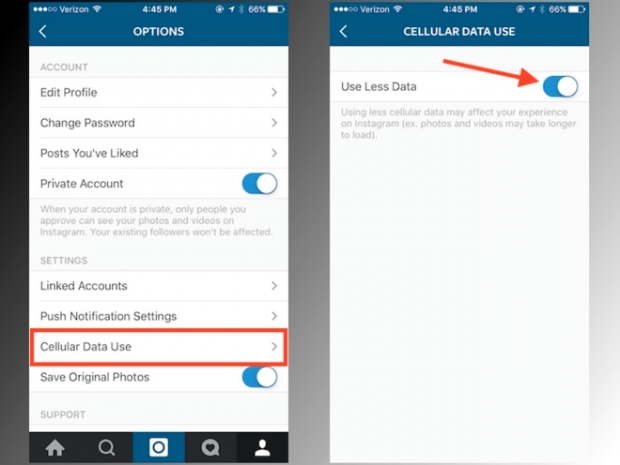 Verizon 4:45 PM 66%
OPTIONS
ACCOUNT
Edit Profile
Change Password
Posts You've Liked
Private Account
When your account is private, only people you
approve can see your photos and videos on
Instagram. Your existing followers won't be affected.
SETTINGS
Linked Accounts
Push Notification Settings
Cellular Data Use
Save Original Photos
SUPPORT
Verizon 4:45 PM 66%
CELLULAR DATA USE
Use Less Data
Using less cellular data may affect your experience
on Instagram (ex. photos and videos may take longer
to load).